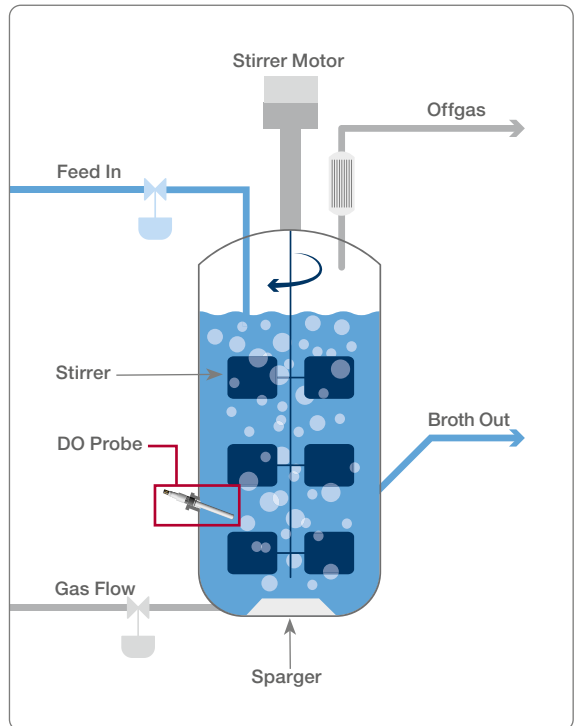 Stirrer Motor
Offgas
Feed In
Stirrer
Broth Out
DO Probe
Gas Flow
Sparger